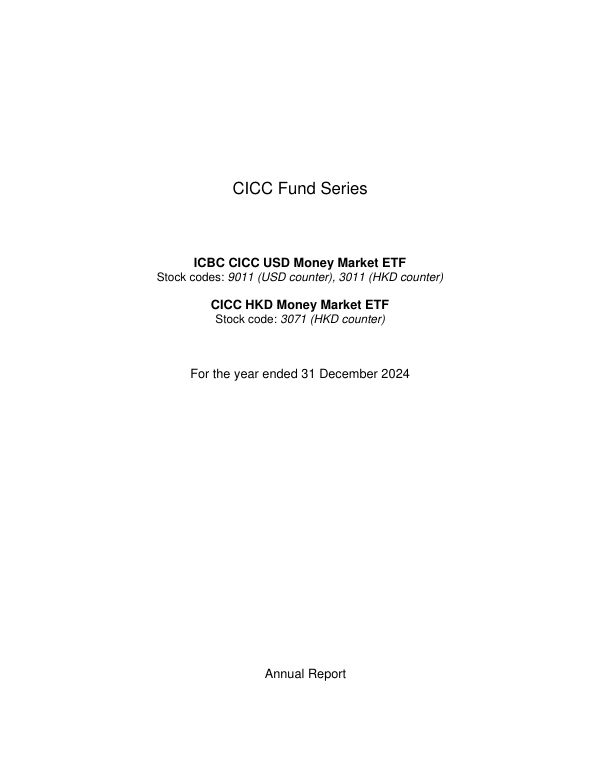 CICC Fund Series
ICBC CICC USD Money Market ETF
Stock codes: 9011 (USD counter), 3011 (HKD counter)
CICC HKD Money Market ETF
Stock code: 3071 (HKD counter)
For the year ended 31 December 2024
Annual Report